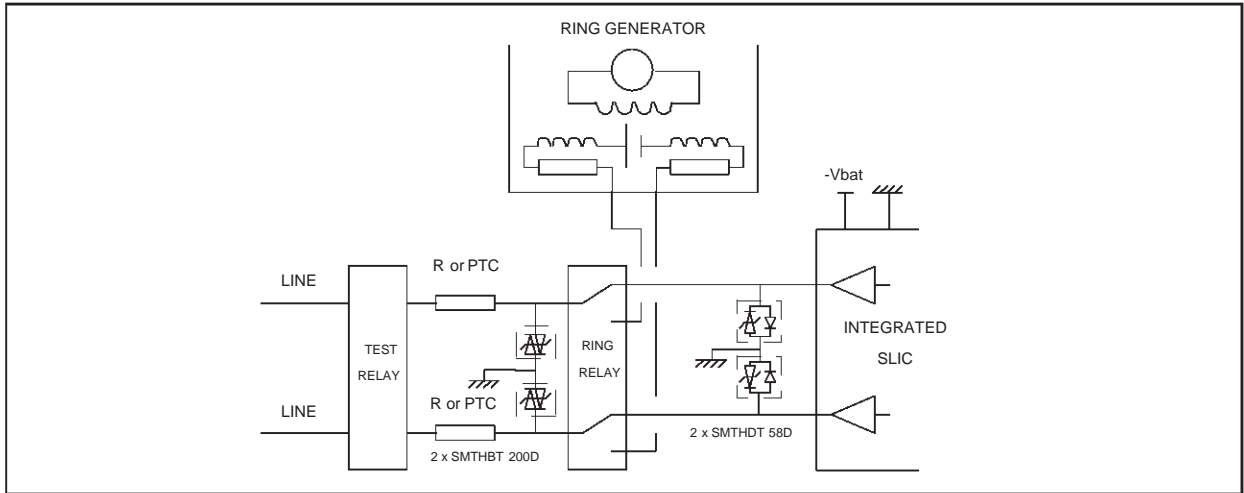 RING GENERATOR
-Vbat
R or PTC
LINE
INTEGRATED
SLIC
TEST
RELAY
RING
RELAY
R or PTC
LINE
2 x SMTHDT 58D
2 x SMTHBT 200D